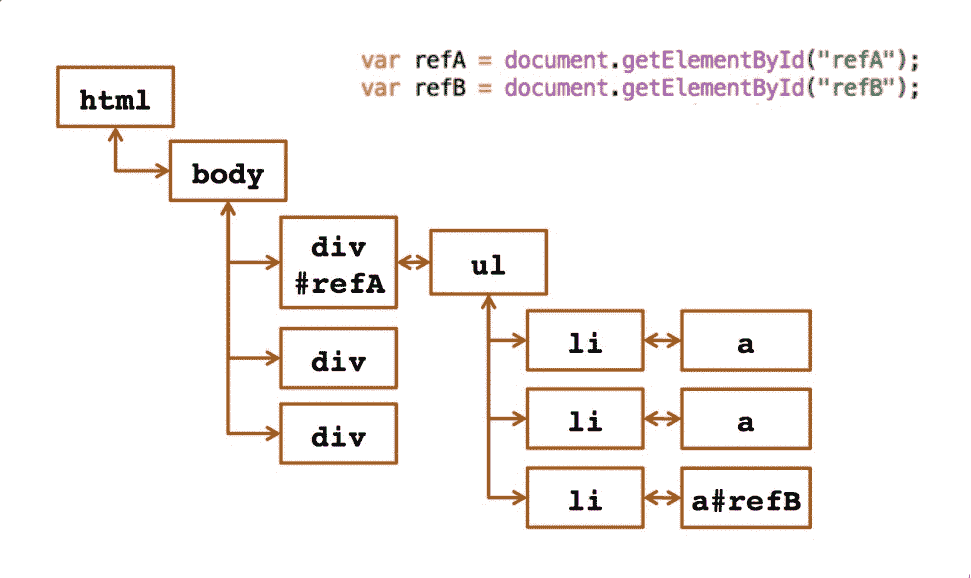 var refA = document.getElementById("refA");
var refB = document.getElementById("refB");
html
body
div
#refA
ul
div
div
li
a
li
a
li
a#refB